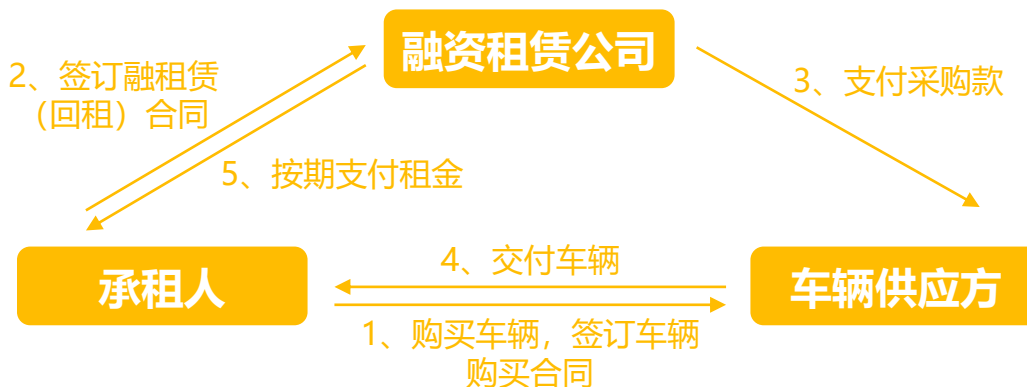 融资租赁公司
2、签订融租赁
（回租）合同
3、支付采购款
5、按期支付租金
承租人
4、交付车辆
车辆供应方
1、购买车辆，签订车辆
购买合同